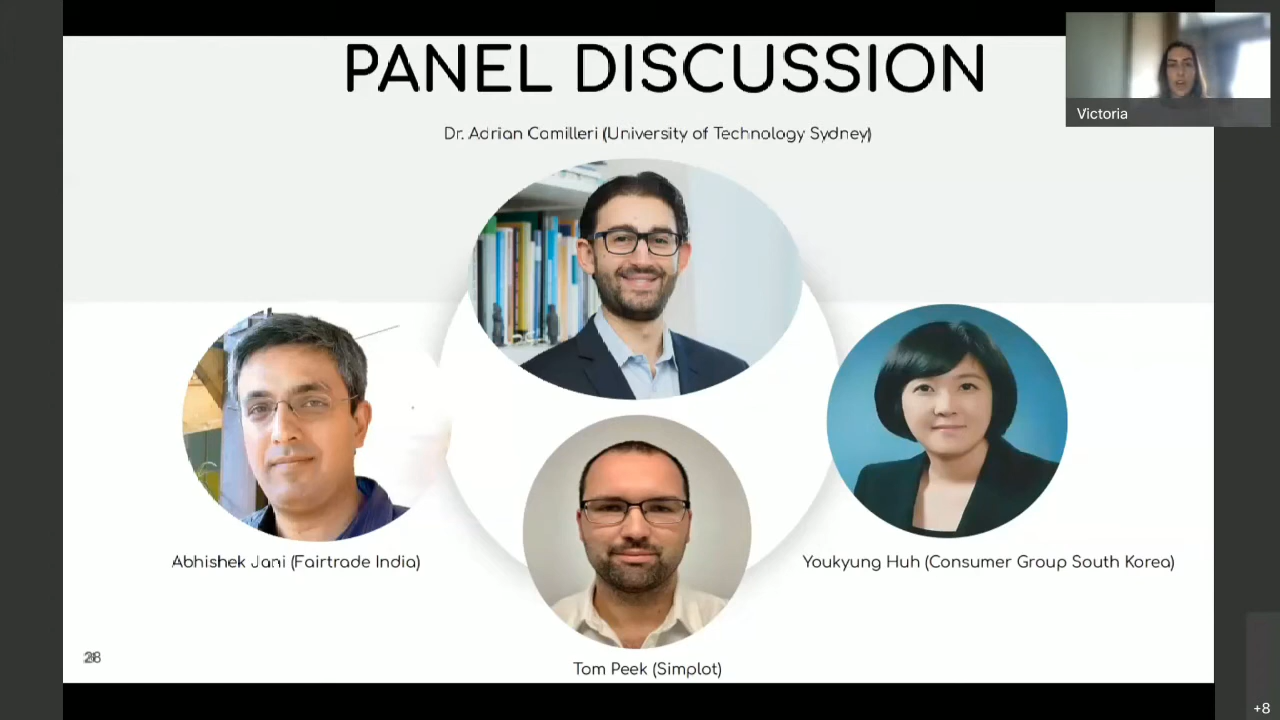 PANEL DISCUSSION
Victoria
Dr. Adrian Camilleri (University of Technology Sydney)
Abhishek Jani (Fairtrade India)
Youkyung Huh (Consumer Group South Korea)
Tom Peek (Simplot)
+8